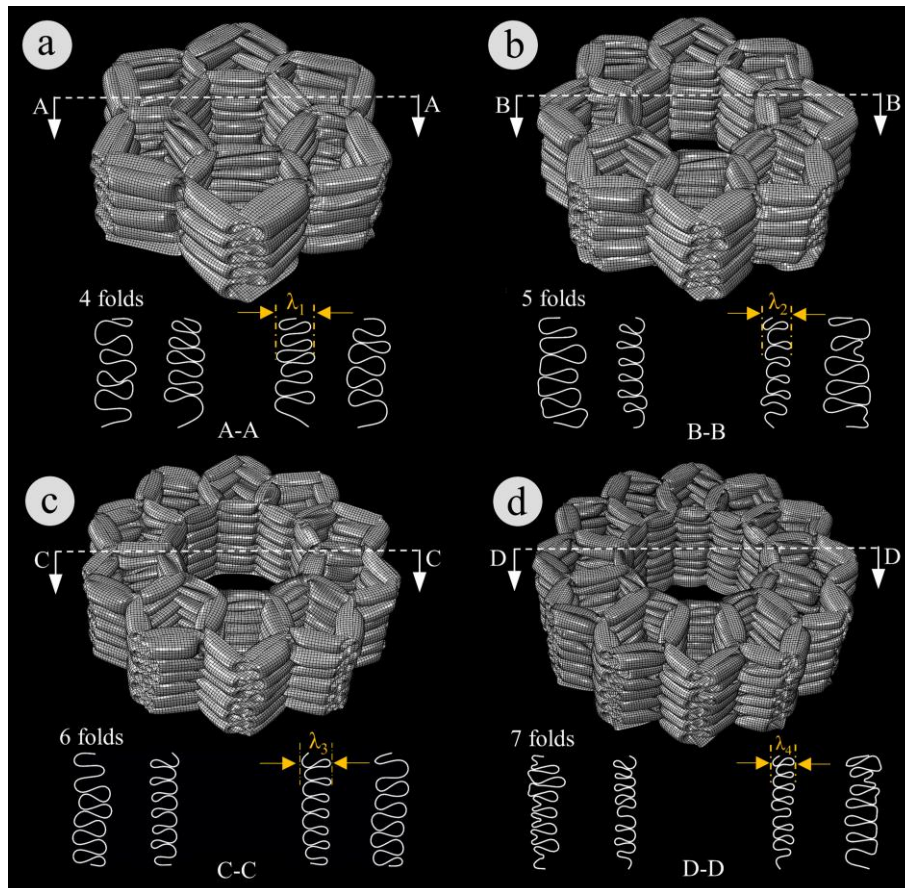 a
b
A A
B B
4 folds λ1
5 folds λ2
A-A
B-B
c
d
C C
D D
6 folds λ3
7 folds λ4
C-C
D-D